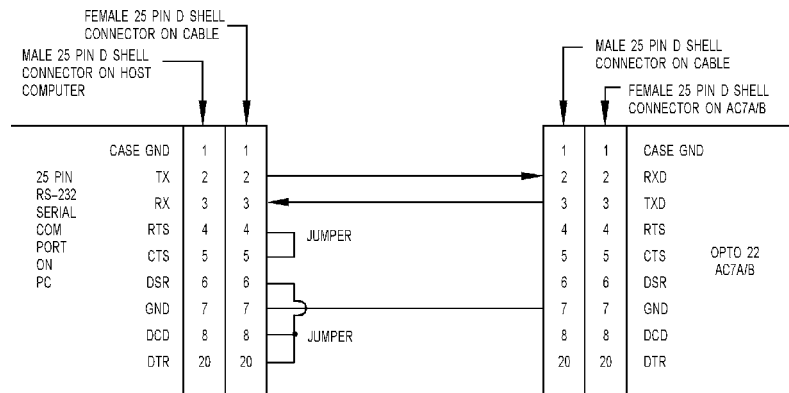 FEMALE 25 PIN D SHELL
CONNECTOR ON CABLE
MALE 25 PIN D SHELL
CONNECTOR ON HOST
COMPUTER
MALE 25 PIN D SHELL
CONNECTOR ON CABLE
FEMALE 25 PIN D SHELL
CONNECTOR ON AC7A/B
25 PIN
RS-232
SERIAL
COM
PORT
ON
PC
CASE GND 1 1
TX 2 2
RX 3 3
RTS 4 4
CTS 5 5
DSR 6 6
GND 7 7
DCD 8 8
DTR 20 20
JUMPER
JUMPER
1 1 CASE GND
2 2 RXD
3 3 TXD
4 4 RTS
5 5 CTS
6 6 DSR
7 7 GND
8 8 DCD
20 20 DTR
OPTO 22
AC7A/B